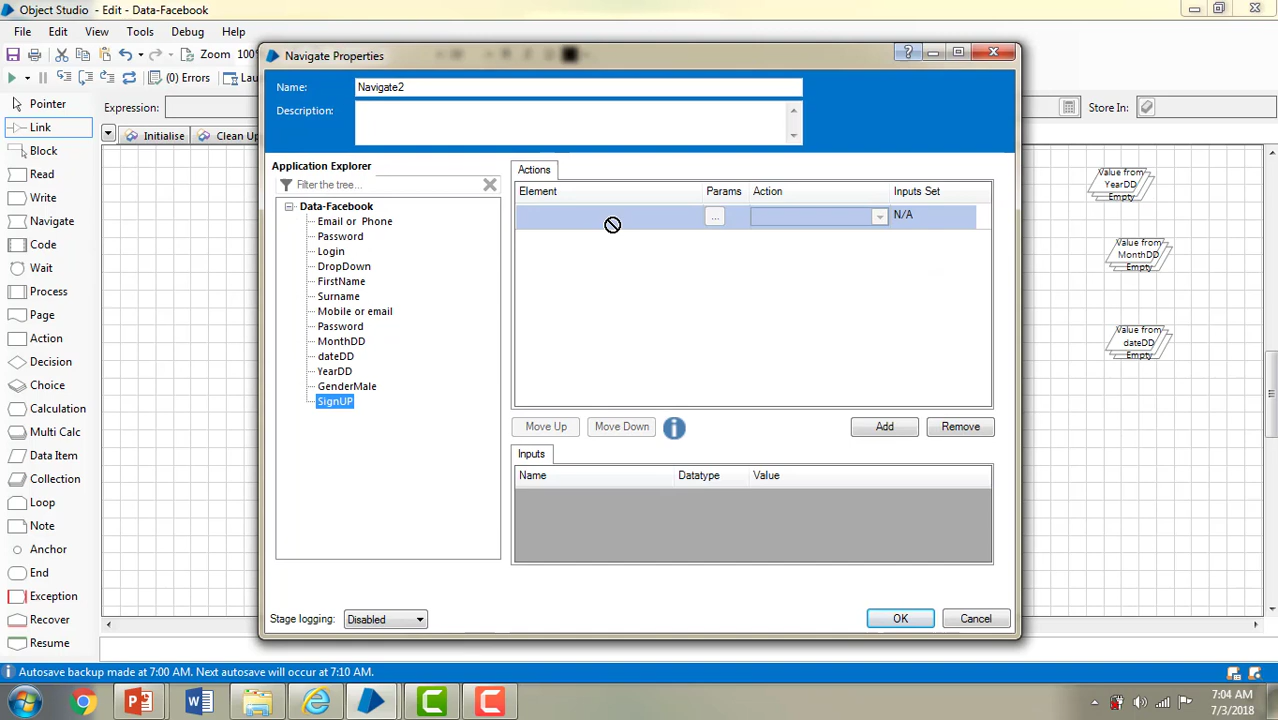 Object Studio - Edit - Data-Facebook
File Edit View Tools Debug Help
Zoom 100%
(0) Errors)
Navigate Properties
Name: Navigate2
Description:
Pointer
Link
Block
Read
Write
Navigate
Code
Wait
Process
Page
Action
Decision
Choice
Calculation
Multi Calc
Data Item
Collection
Loop
Note
Anchor
End
Exception
Recover
Resume
Expression:
Store In:
Initialise
Clean Up
Application Explorer
Filter the tree...
Data-Facebook
Email or Phone
Password
Login
DropDown
FirstName
Surname
Mobile or email
Password
MonthDD
dateDD
YearDD
GenderMale
SignUP
Actions
Element Params Action Inputs Set
... N/A
Move Up Move Down i Add Remove
Inputs
Name Datatype Value
Stage logging: Disabled
OK Cancel
Value from
YearDD
Empty
Value from
MonthDD
Empty
Value from
dateDD
Empty
Autosave backup made at 7:00 AM. Next autosave will occur at 7:10 AM.
7:04 AM
7/3/2018